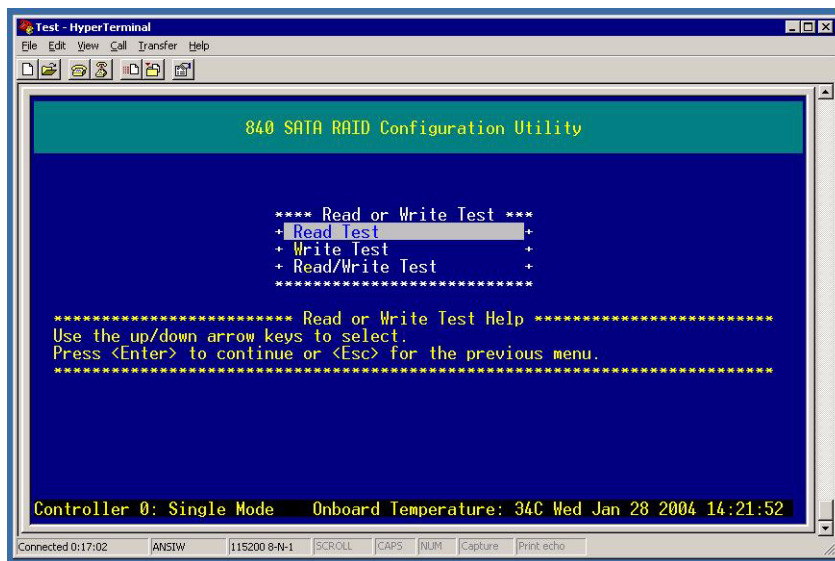 Test - HyperTerminal
File Edit View Call Transfer Help
840 SATA RAID Configuration Utility
**** Read or Write Test ***
+ Read Test +
+ Write Test +
+ Read/Write Test +
***************************
************************* Read or Write Test Help *************************
Use the up/down arrow keys to select.
Press <Enter> to continue or <Esc> for the previous menu.
***************************************************************************
Controller 0: Single Mode Onboard Temperature: 34C Wed Jan 28 2004 14:21:52
Connected 0:17:02 ANSIW 115200 8-N-1 SCROLL CAPS NUM Capture Print echo